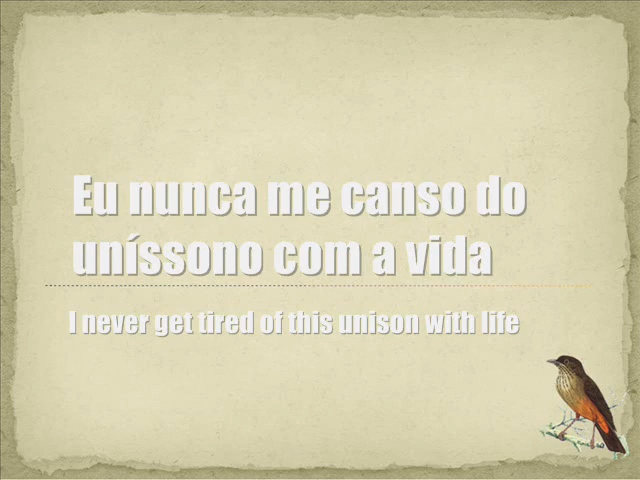 Eu nunca me canso do
uníssono com a vida
I never get tired of this unison with life